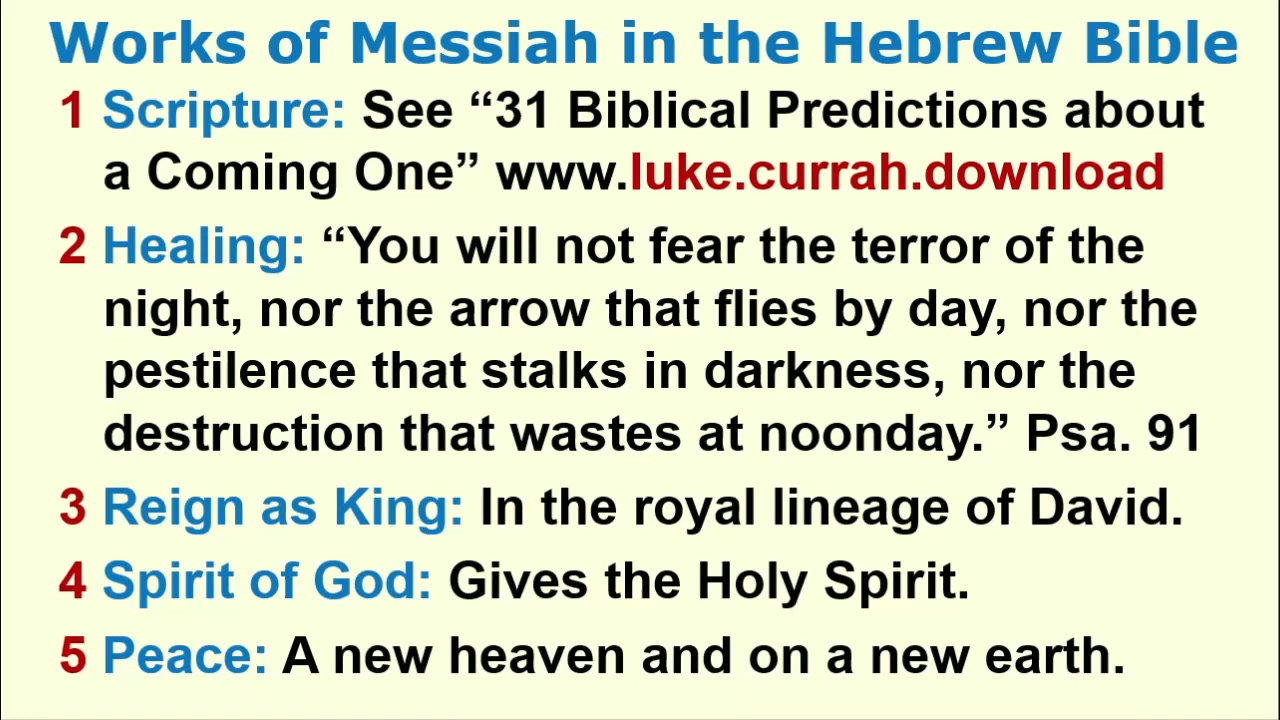 Works of Messiah in the Hebrew Bible
1 Scripture: See “31 Biblical Predictions about
a Coming One” www.luke.currah.download
2 Healing: “You will not fear the terror of the
night, nor the arrow that flies by day, nor the
pestilence that stalks in darkness, nor the
destruction that wastes at noonday.” Psa. 91
3 Reign as King: In the royal lineage of David.
4 Spirit of God: Gives the Holy Spirit.
5 Peace: A new heaven and on a new earth.